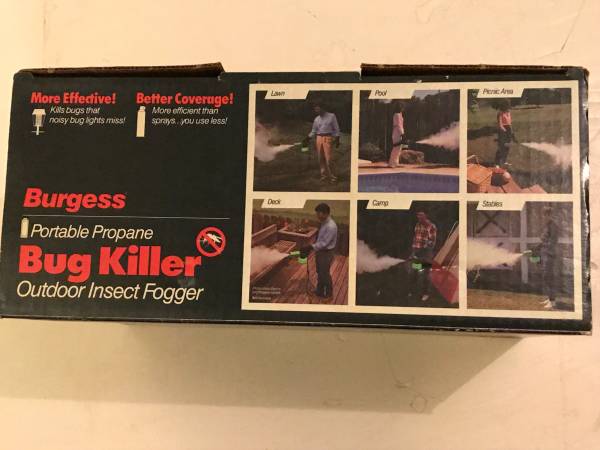 More Effective!
Kills bugs that
noisy bug lights miss!
Better Coverage!
More efficient than
sprays...you use less!
Burgess
Portable Propane
Bug Killer
Outdoor Insect Fogger
Lawn
Pool
Picnic Area
Deck
Camp
Stables